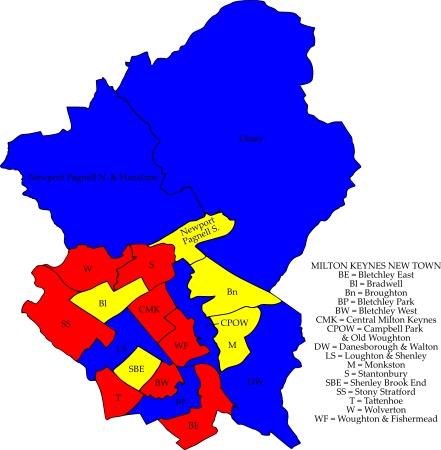 Olney
Newport Pagnell N. & Hanslope
Newport
Pagnell S.
W
S
BI
Bn
CMK
SS
CPOW
WF
M
LS
SBE
BW
DW
T
BP
BE
MILTON KEYNES NEW TOWN
BE = Bletchley East
BI = Bradwell
Bn = Broughton
BP = Bletchley Park
BW = Bletchley West
CMK = Central Milton Keynes
CPOW = Campbell Park
& Old Woughton
DW = Danesborough & Walton
LS = Loughton & Shenley
M = Monkston
S = Stantonbury
SBE = Shenley Brook End
SS = Stony Stratford
T = Tattenhoe
W = Wolverton
WF = Woughton & Fishermead